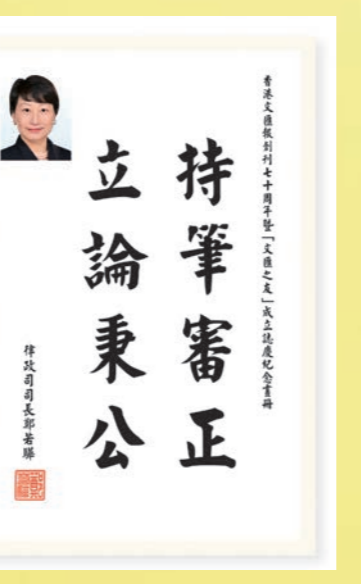 香港文匯報創刊七十周年暨「文匯之友」成立誌慶紀念畫冊
持筆審正
立論秉公
律政司司長鄭若驊